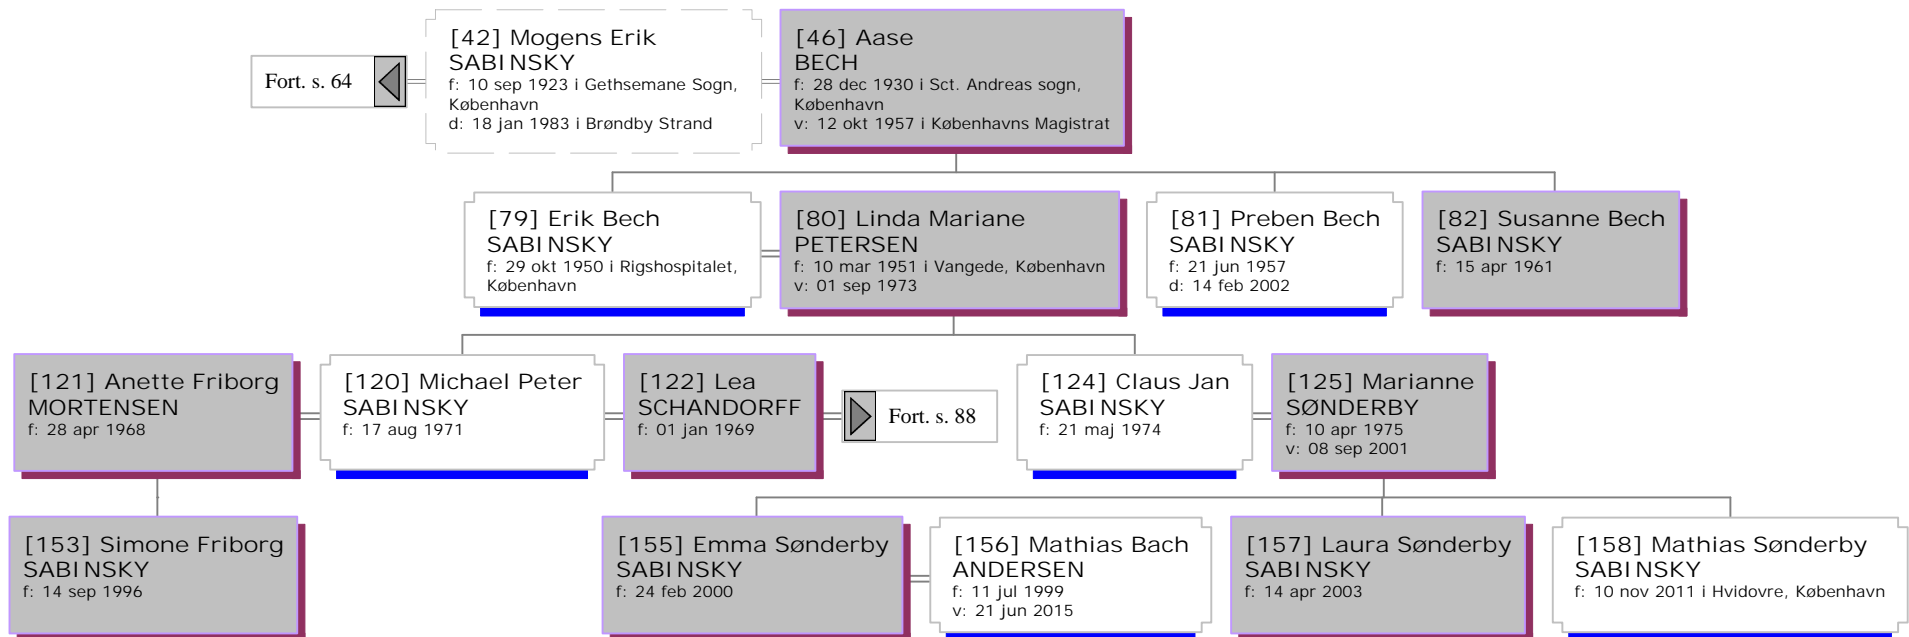 Fort. s. 64
[42] Mogens Erik
SABINSKY
f: 10 sep 1923 i Gethsemane Sogn,
København
d: 18 jan 1983 i Brøndby Strand
[46] Aase
BECH
f: 28 dec 1930 i Sct. Andreas sogn,
København
v: 12 okt 1957 i Københavns Magistrat
[79] Erik Bech
SABINSKY
f: 29 okt 1950 i Rigshospitalet,
København
[80] Linda Mariane
PETERSEN
f: 10 mar 1951 i Vangede, København
v: 01 sep 1973
[81] Preben Bech
SABINSKY
f: 21 jun 1957
d: 14 feb 2002
[82] Susanne Bech
SABINSKY
f: 15 apr 1961
[121] Anette Friborg
MORTENSEN
f: 28 apr 1968
[120] Michael Peter
SABINSKY
f: 17 aug 1971
[122] Lea
SCHANDORFF
f: 01 jan 1969
Fort. s. 88
[124] Claus Jan
SABINSKY
f: 21 maj 1974
[125] Marianne
SØNDERBY
f: 10 apr 1975
v: 08 sep 2001
[153] Simone Friborg
SABINSKY
f: 14 sep 1996
[155] Emma Sønderby
SABINSKY
f: 24 feb 2000
[156] Mathias Bach
ANDERSEN
f: 11 jul 1999
v: 21 jun 2015
[157] Laura Sønderby
SABINSKY
f: 14 apr 2003
[158] Mathias Sønderby
SABINSKY
f: 10 nov 2011 i Hvidovre, København